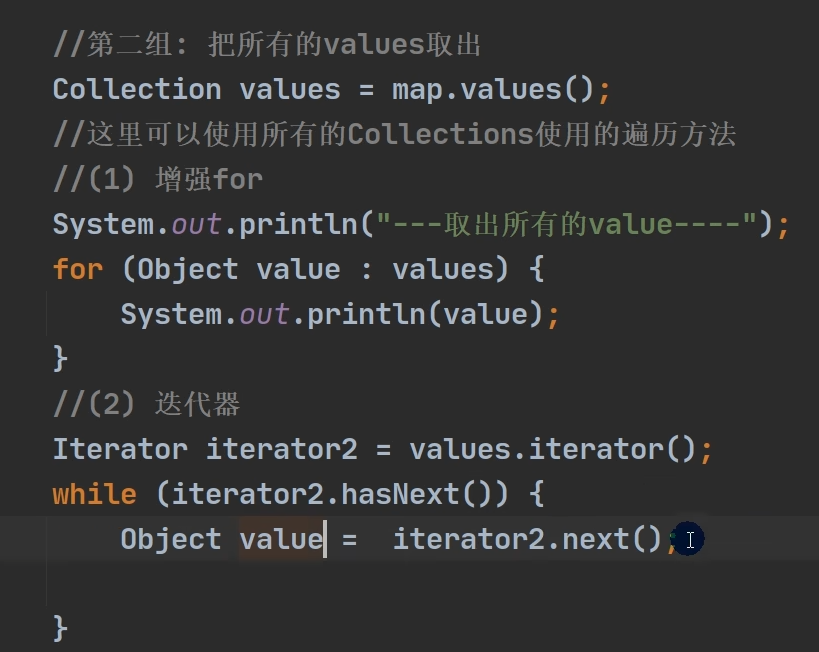 //第二组: 把所有的values取出
Collection values = map.values();
//这里可以使用所有的Collections使用的遍历方法
//(1) 增强for
System.out.println("---取出所有的value----");
for (Object value : values) {
    System.out.println(value);
}
//(2) 迭代器
Iterator iterator2 = values.iterator();
while (iterator2.hasNext()) {
    Object value =  iterator2.next();
}